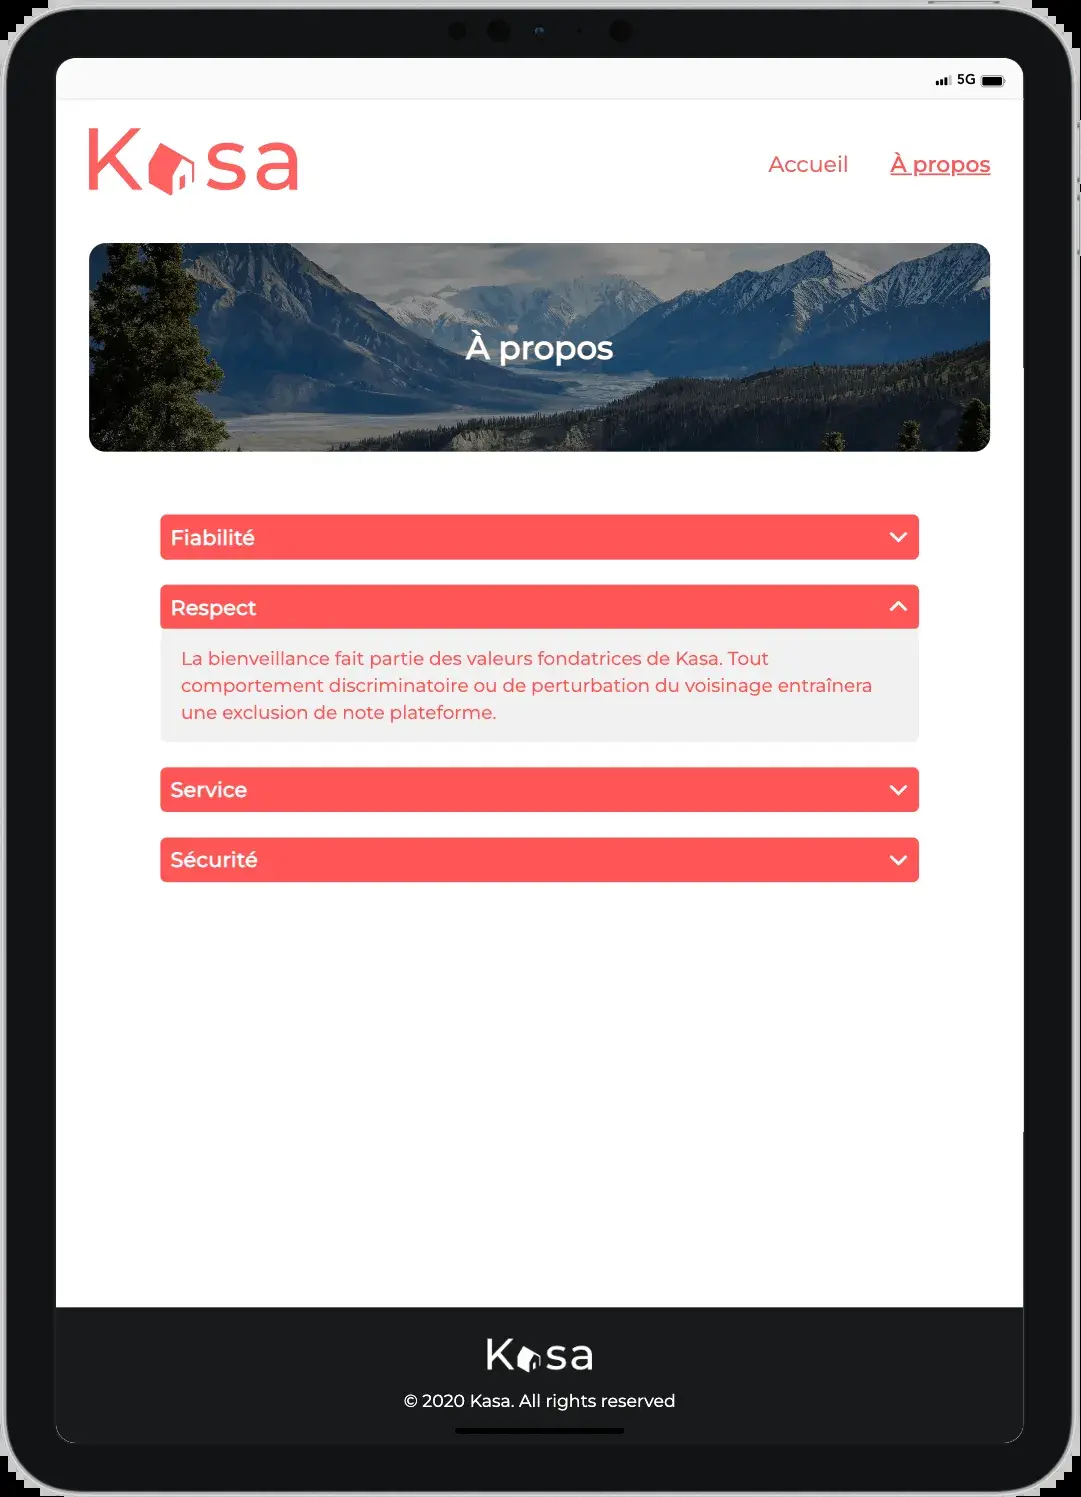 5G
Kasa
Accueil À propos
À propos
Fiabilité
Respect
La bienveillance fait partie des valeurs fondatrices de Kasa. Tout
comportement discriminatoire ou de perturbation du voisinage entraînera
une exclusion de note plateforme.
Service
Sécurité
Kasa
© 2020 Kasa. All rights reserved